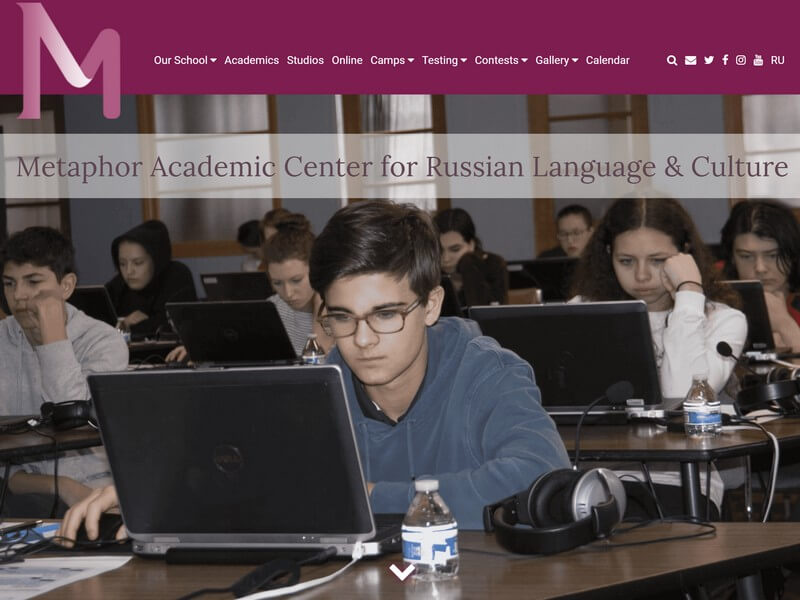 M
Our School Academics Studios Online Camps Testing Contests Gallery Calendar RU
Metaphor Academic Center for Russian Language & Culture